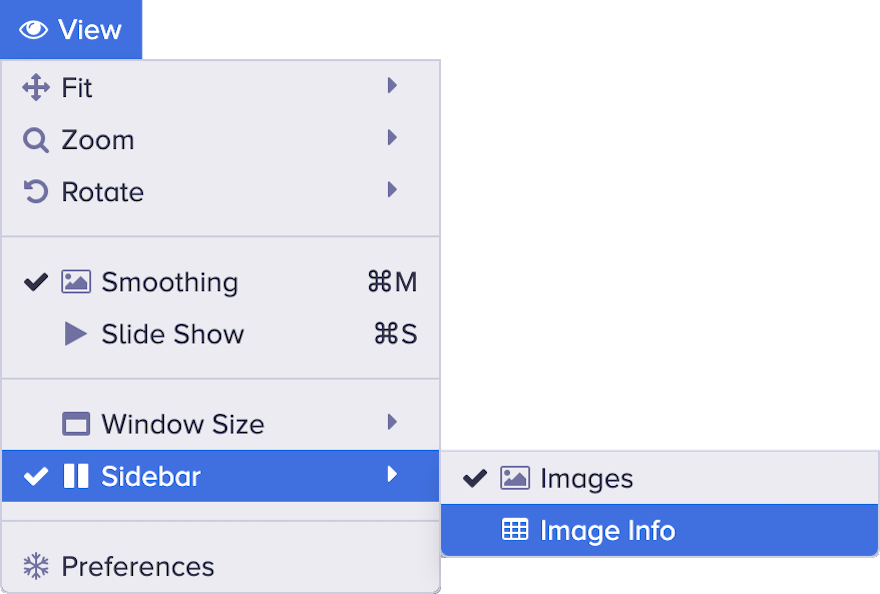 View
Fit
Zoom
Rotate
Smoothing ⌘M
Slide Show ⌘S
Window Size
Sidebar
Images
Image Info
Preferences